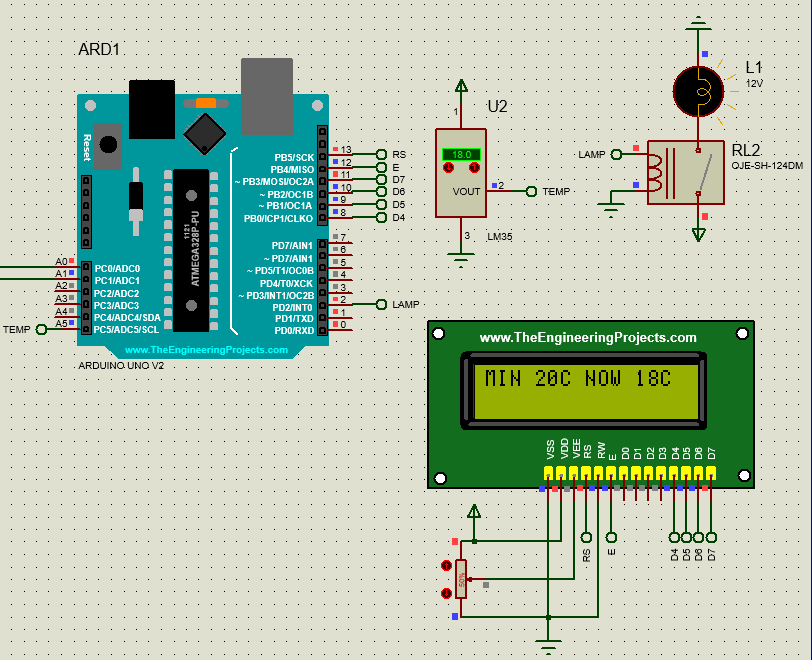 ARD1
Reset
1121
ATMEGA328P-PU
PB5/SCK 13 RS
PB4/MISO 12 E
~ PB3/MOSI/OC2A 11 D7
~ PB2/OC1B 10 D6
~ PB1/OC1A 9 D5
PB0/ICP1/CLKO 8 D4
PD7/AIN1 7
~ PD7/AIN1 6
~ PD5/T1/OC0B 5
PD4/T0/XCK 4
~ PD3/INT1/OC2B 3
PD2/INT0 2 LAMP
PD1/TXD 1
PD0/RXD 0
A0 PC0/ADC0
A1 PC1/ADC1
A2 PC2/ADC2
A3 PC3/ADC3
A4 PC4/ADC4/SDA
TEMP A5 PC5/ADC5/SCL
www.TheEngineeringProjects.com
ARDUINO UNO V2
U2
1
18.0
VOUT 2 TEMP
3
LM35
L1
12V
LAMP
RL2
OJE-SH-124DM
www.TheEngineeringProjects.com
MIN 20C NOW 18C
VSS VDD VEE RS RW E D0 D1 D2 D3 D4 D5 D6 D7
RS E D4 D5 D6 D7
50%